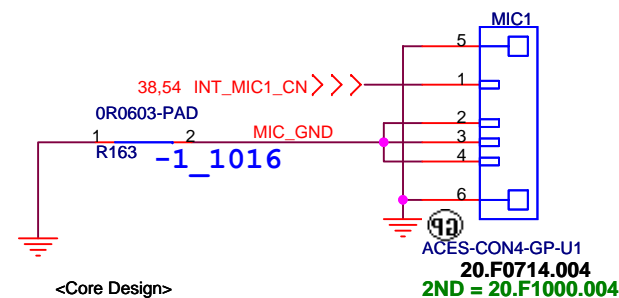 MIC1
5
38,54 INT_MIC1_CN
1
0R0603-PAD
2
1 2 MIC_GND 3
R163 -1_1016 4
6
ACES-CON4-GP-U1
20.F0714.004
<Core Design> 2ND = 20.F1000.004